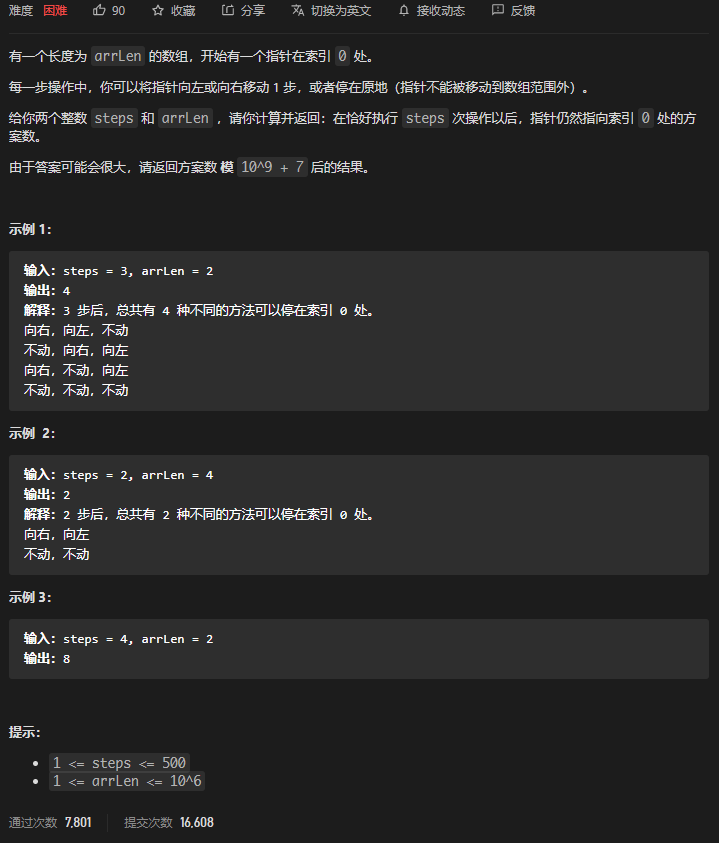 难度 困难 90 收藏 分享 切换为英文 接收动态 反馈
有一个长度为 arrLen 的数组，开始有一个指针在索引 0 处。
每一步操作中，你可以将指针向左或向右移动 1 步，或者停在原地（指针不能被移动到数组范围外）。
给你两个整数 steps 和 arrLen ，请你计算并返回：在恰好执行 steps 次操作以后，指针仍然指向索引 0 处的方
案数。
由于答案可能会很大，请返回方案数 模 10^9 + 7 后的结果。
示例 1：
输入：steps = 3, arrLen = 2
输出：4
解释：3 步后，总共有 4 种不同的方法可以停在索引 0 处。
向右，向左，不动
不动，向右，向左
向右，不动，向左
不动，不动，不动
示例 2：
输入：steps = 2, arrLen = 4
输出：2
解释：2 步后，总共有 2 种不同的方法可以停在索引 0 处。
向右，向左
不动，不动
示例 3：
输入：steps = 4, arrLen = 2
输出：8
提示：
• 1 <= steps <= 500
• 1 <= arrLen <= 10^6
通过次数 7,801 提交次数 16,608